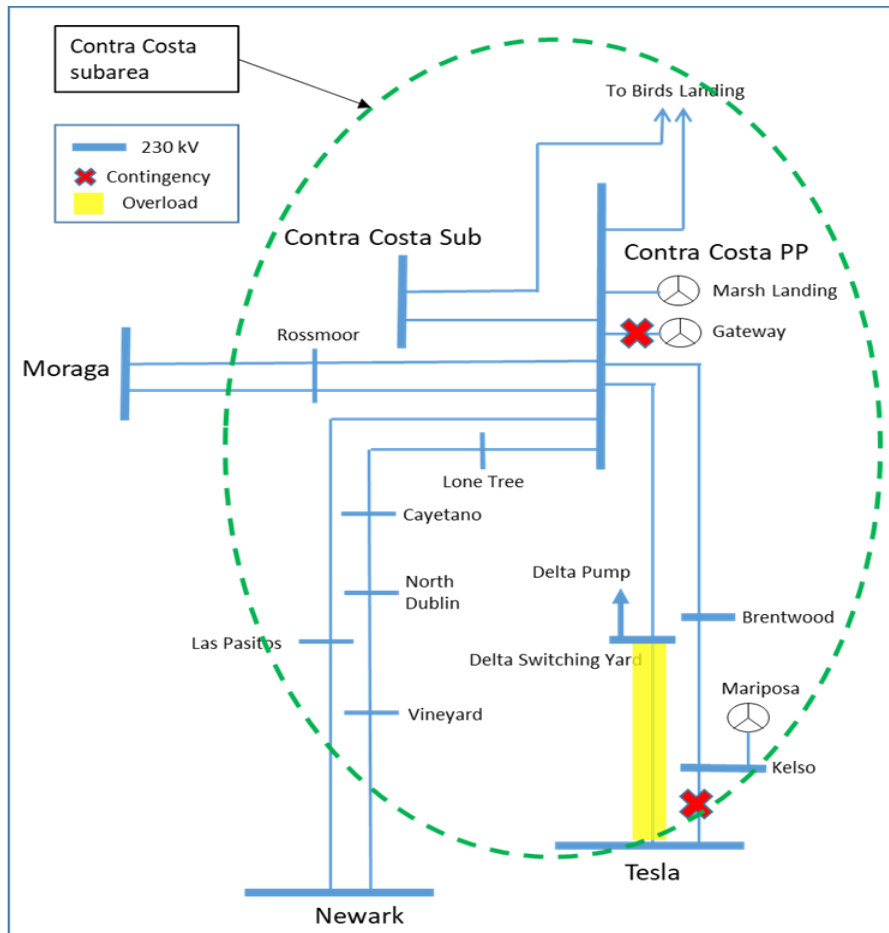 Contra Costa
subarea
To Birds Landing
230 kV
Contingency
Overload
Contra Costa Sub
Contra Costa PP
Marsh Landing
Rossmoor
Gateway
Moraga
Lone Tree
Cayetano
Delta Pump
North
Dublin
Brentwood
Las Pasitos
Delta Switching Yard
Mariposa
Vineyard
Kelso
Tesla
Newark